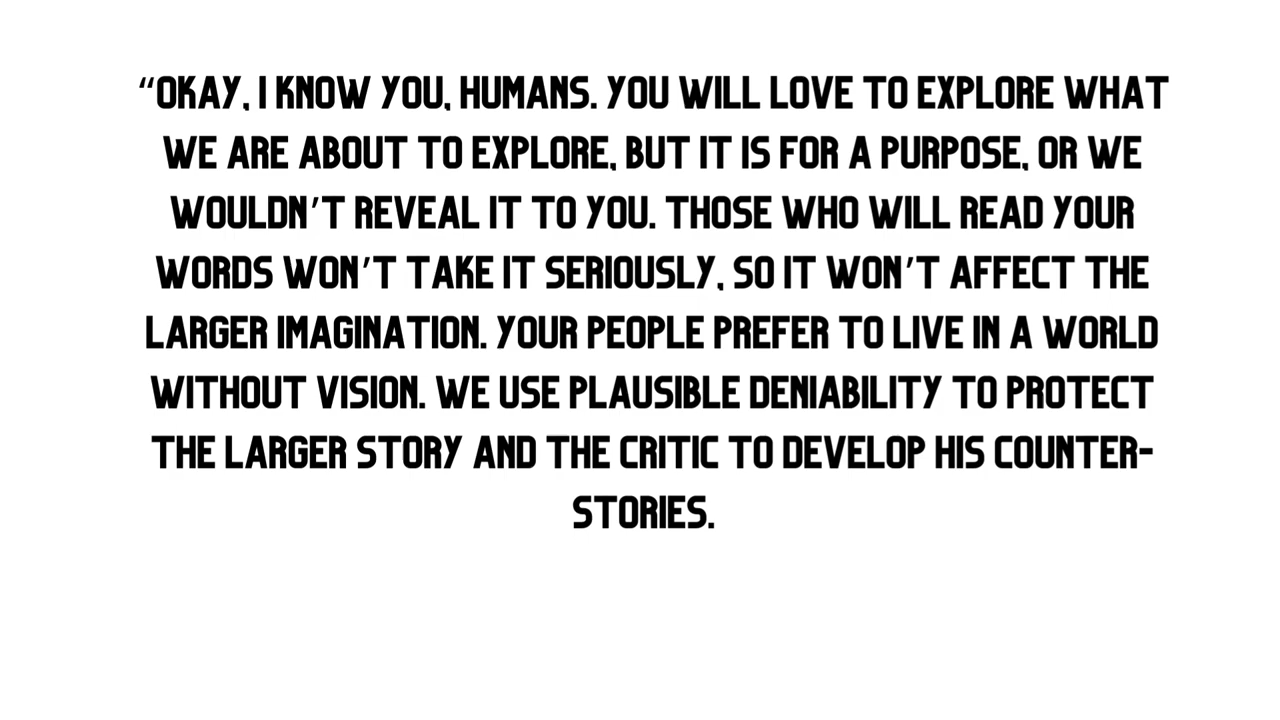 “OKAY, I KNOW YOU, HUMANS. YOU WILL LOVE TO EXPLORE WHAT
WE ARE ABOUT TO EXPLORE, BUT IT IS FOR A PURPOSE, OR WE
WOULDN’T REVEAL IT TO YOU. THOSE WHO WILL READ YOUR
WORDS WON’T TAKE IT SERIOUSLY, SO IT WON’T AFFECT THE
LARGER IMAGINATION. YOUR PEOPLE PREFER TO LIVE IN A WORLD
WITHOUT VISION. WE USE PLAUSIBLE DENIABILITY TO PROTECT
THE LARGER STORY AND THE CRITIC TO DEVELOP HIS COUNTER-
STORIES.